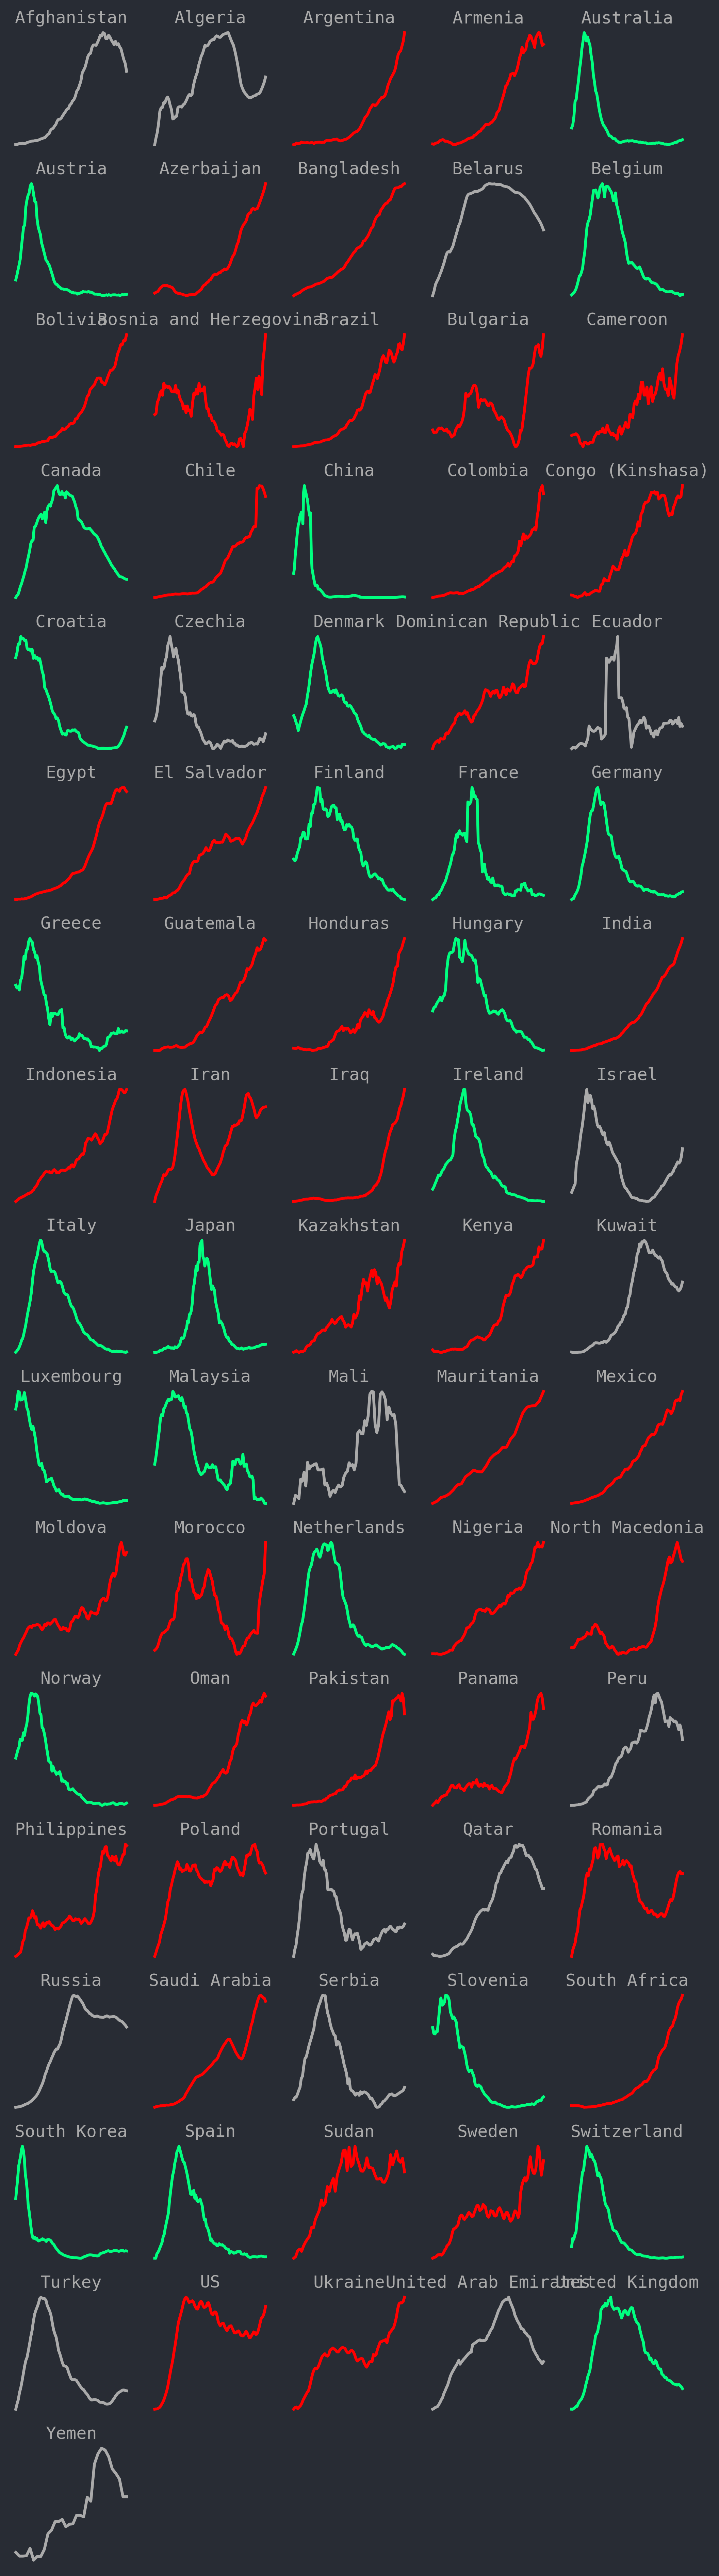 Afghanistan Algeria Argentina Armenia Australia
Austria Azerbaijan Bangladesh Belarus Belgium
Bolivia Bosnia and Herzegovina Brazil Bulgaria Cameroon
Canada Chile China Colombia Congo (Kinshasa)
Croatia Czechia Denmark Dominican Republic Ecuador
Egypt El Salvador Finland France Germany
Greece Guatemala Honduras Hungary India
Indonesia Iran Iraq Ireland Israel
Italy Japan Kazakhstan Kenya Kuwait
Luxembourg Malaysia Mali Mauritania Mexico
Moldova Morocco Netherlands Nigeria North Macedonia
Norway Oman Pakistan Panama Peru
Philippines Poland Portugal Qatar Romania
Russia Saudi Arabia Serbia Slovenia South Africa
South Korea Spain Sudan Sweden Switzerland
Turkey US Ukraine United Arab Emirates United Kingdom
Yemen